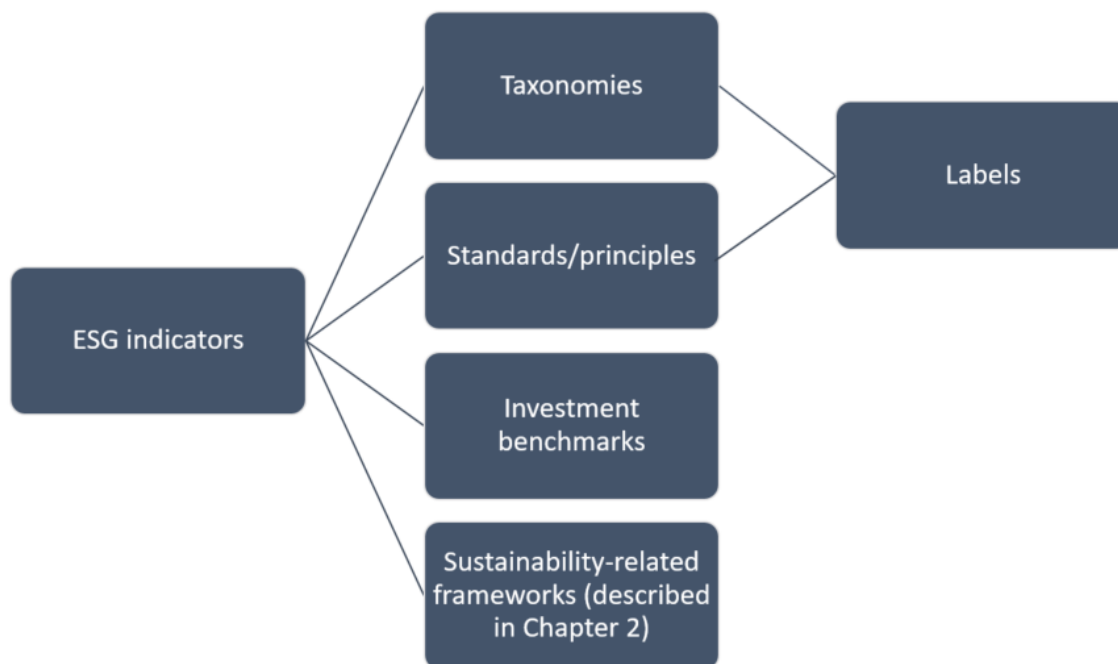 Taxonomies
Labels
Standards/principles
ESG indicators
Investment
benchmarks
Sustainability-related
frameworks (described
in Chapter 2)